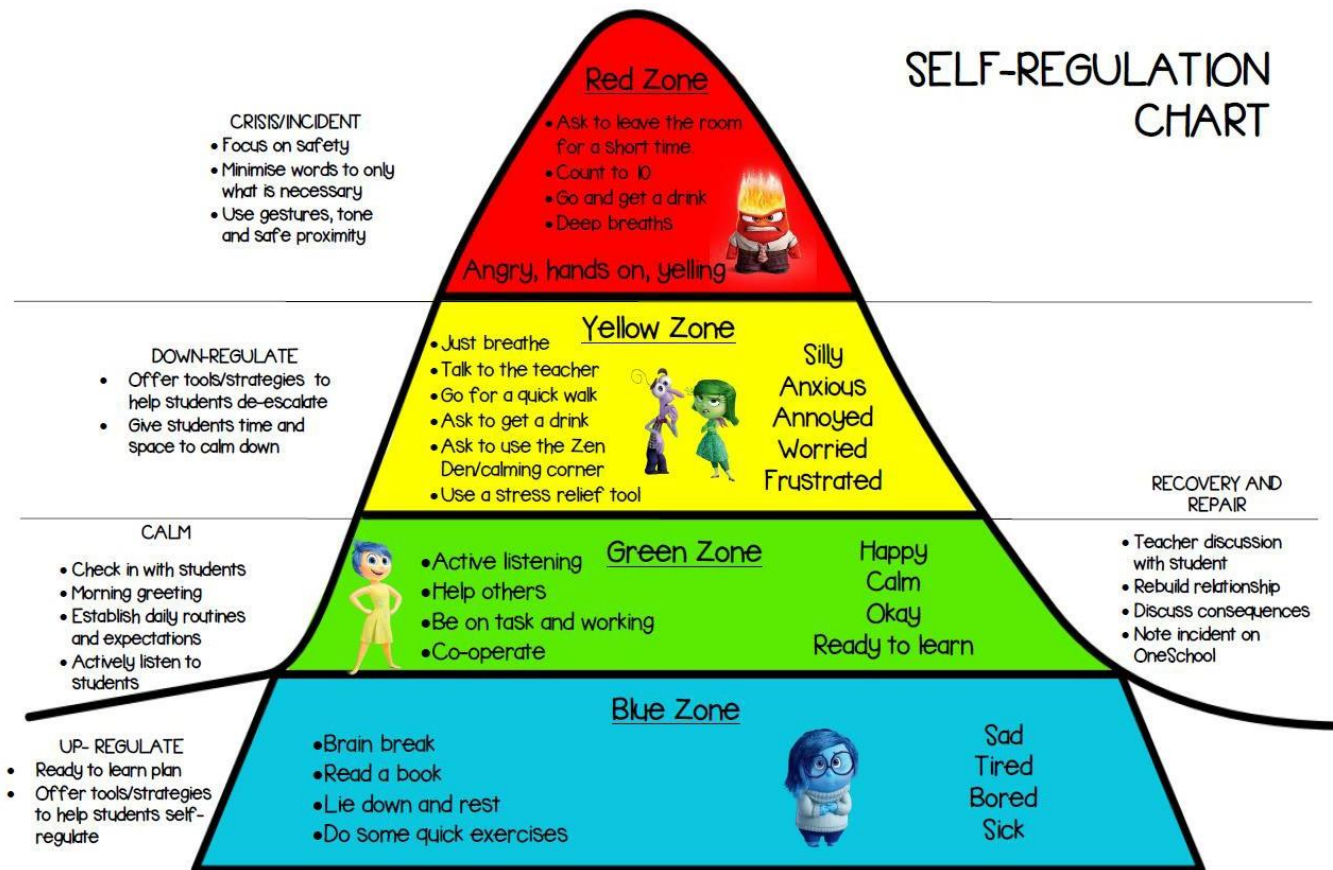 SELF-REGULATION
CHART
CRISIS/INCIDENT
• Focus on safety
• Minimise words to only
what is necessary
• Use gestures, tone
and safe proximity
Red Zone
• Ask to leave the room
for a short time.
• Count to 10
• Go and get a drink
• Deep breaths
Angry, hands on, yelling
DOWN-REGULATE
• Offer tools/strategies to
help students de-escalate
• Give students time and
space to calm down
Yellow Zone
• Just breathe
• Talk to the teacher
• Go for a quick walk
• Ask to get a drink
• Ask to use the Zen
Den/calming corner
• Use a stress relief tool
Silly
Anxious
Annoyed
Worried
Frustrated
CALM
• Check in with students
• Morning greeting
• Establish daily routines
and expectations
• Actively listen to
students
Green Zone
• Active listening
• Help others
• Be on task and working
• Co-operate
Happy
Calm
Okay
Ready to learn
RECOVERY AND
REPAIR
• Teacher discussion
with student
• Rebuild relationship
• Discuss consequences
• Note incident on
OneSchool
UP- REGULATE
• Ready to learn plan
• Offer tools/strategies
to help students self-
regulate
Blue Zone
• Brain break
• Read a book
• Lie down and rest
• Do some quick exercises
Sad
Tired
Bored
Sick